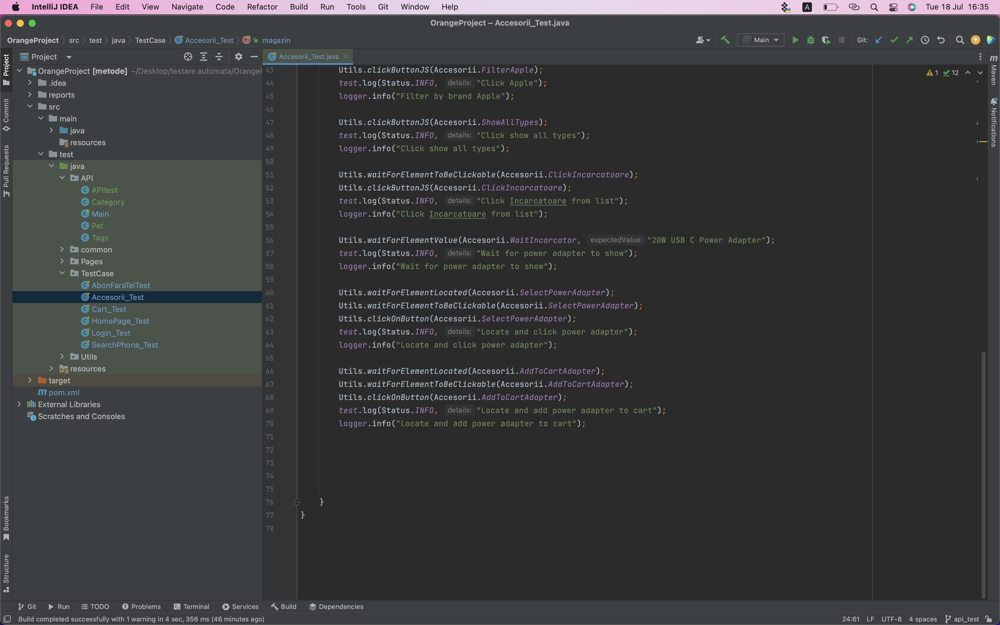 IntelliJ IDEA File Edit View Navigate Code Refactor Build Run Tools Git Window Help A Tue 18 Jul 16:35
OrangeProject – Accesorii_Test.java
OrangeProject src test java TestCase Accesorii_Test m magazin Main Git:
Project
Accesorii_Test.java
Project
Commit
Pull Requests
Bookmarks
Structure
OrangeProject [metode] ~/Desktop/testare automata/OrangeF
.idea
reports
src
main
java
resources
test
java
API
APItest
Category
Main
Pet
Tags
common
Pages
TestCase
AbonFaraTelTest
Accesorii_Test
Cart_Test
HomePage_Test
Login_Test
SearchPhone_Test
Utils
resources
target
pom.xml
External Libraries
Scratches and Consoles
43 Utils.clickButtonJS(Accesorii.FilterApple);
44 test.log(Status.INFO, details: "Click Apple");
45 logger.info("Filter by brand Apple");
46
47 Utils.clickButtonJS(Accesorii.ShowAllTypes);
48 test.log(Status.INFO, details: "Click show all types");
49 logger.info("Click show all types");
50
51 Utils.waitForElementToBeClickable(Accesorii.ClickIncarcatoare);
52 Utils.clickButtonJS(Accesorii.ClickIncarcatoare);
53 test.log(Status.INFO, details: "Click Incarcatoare from list");
54 logger.info("Click Incarcatoare from list");
55
56 Utils.waitForElementValue(Accesorii.WaitIncarcator, expectedValue: "20W USB C Power Adapter");
57 test.log(Status.INFO, details: "Wait for power adapter to show");
58 logger.info("Wait for power adapter to show");
59
60 Utils.waitForElementLocated(Accesorii.SelectPowerAdapter);
61 Utils.waitForElementToBeClickable(Accesorii.SelectPowerAdapter);
62 Utils.clickOnButton(Accesorii.SelectPowerAdapter);
63 test.log(Status.INFO, details: "Locate and click power adapter");
64 logger.info("Locate and click power adapter");
65
66 Utils.waitForElementLocated(Accesorii.AddToCartAdapter);
67 Utils.waitForElementToBeClickable(Accesorii.AddToCartAdapter);
68 Utils.clickOnButton(Accesorii.AddToCartAdapter);
69 test.log(Status.INFO, details: "Locate and add power adapter to cart");
70 logger.info("Locate and add power adapter to cart");
71
72
73
74
75
76 }
77 }
78
1 12
m Maven
Notifications
Git Run TODO Problems Terminal Services Build Dependencies
Build completed successfully with 1 warning in 4 sec, 356 ms (46 minutes ago) 24:61 LF UTF-8 4 spaces api_test